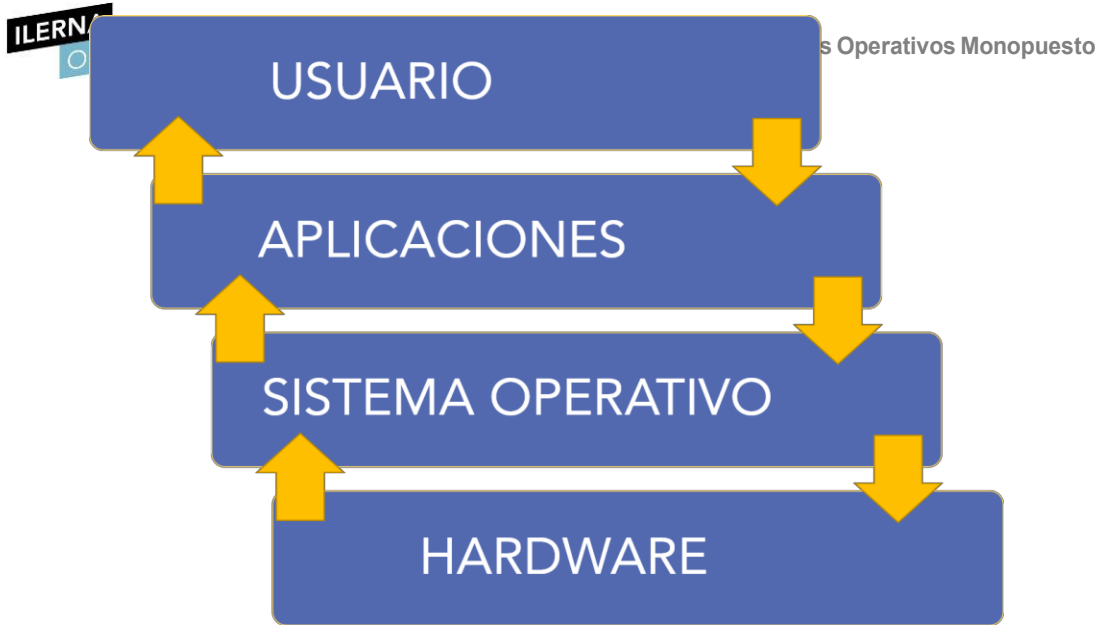 ILERNA
O
s Operativos Monopuesto
USUARIO
APLICACIONES
SISTEMA OPERATIVO
HARDWARE